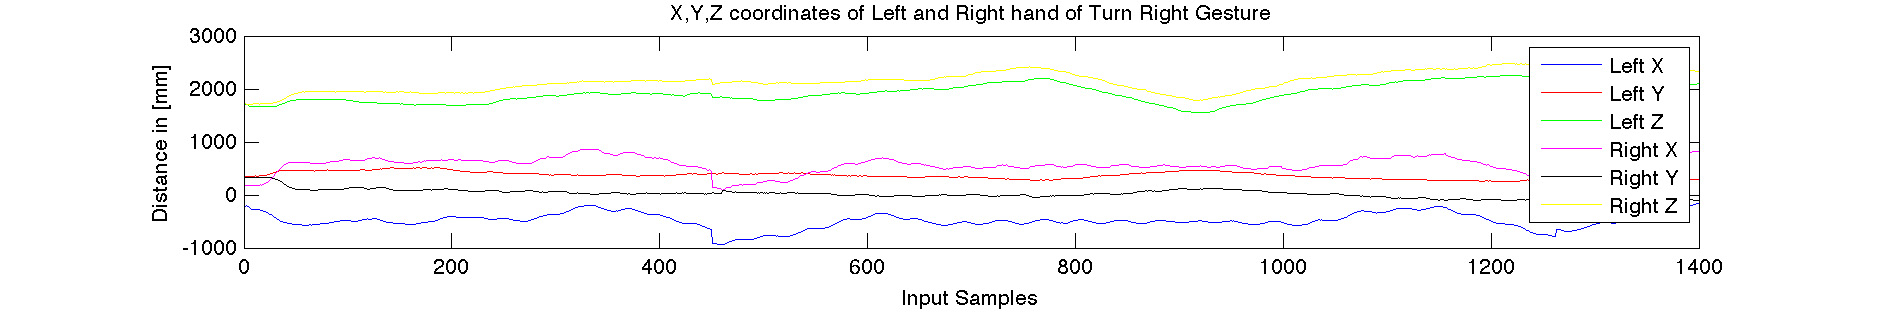 X,Y,Z coordinates of Left and Right hand of Turn Right Gesture
Distance in [mm]
3000
2000
1000
0
-1000
0 200 400 600 800 1000 1200 1400
Input Samples
Left X
Left Y
Left Z
Right X
Right Y
Right Z